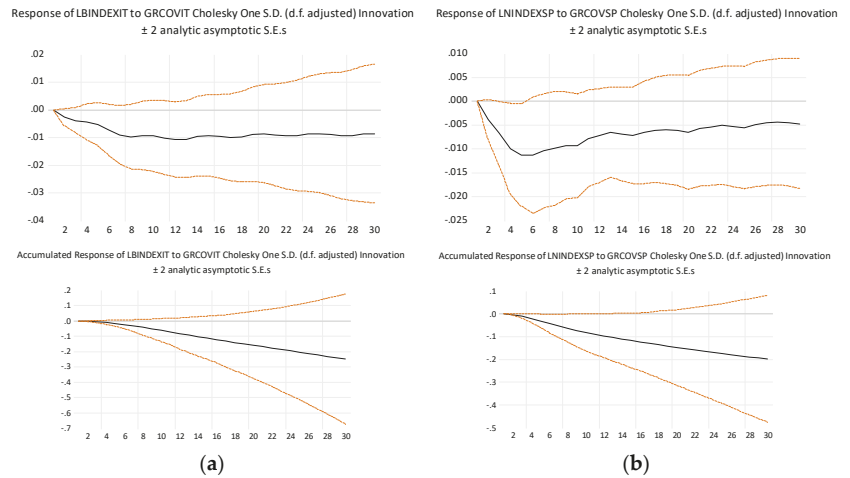 Response of LBINDEXIT to GRCOVIT Cholesky One S.D. (d.f. adjusted) Innovation
± 2 analytic asymptotic S.E.s
.02
.01
.00
-.01
-.02
-.03
-.04
2 4 6 8 10 12 14 16 18 20 22 24 26 28 30
Response of LNINDEXSP to GRCOVSP Cholesky One S.D. (d.f. adjusted) Innovation
± 2 analytic asymptotic S.E.s
.010
.005
.000
-.005
-.010
-.015
-.020
-.025
2 4 6 8 10 12 14 16 18 20 22 24 26 28 30
Accumulated Response of LBINDEXIT to GRCOVIT Cholesky One S.D. (d.f. adjusted) Innovation
± 2 analytic asymptotic S.E.s
.2
.1
.0
-.1
-.2
-.3
-.4
-.5
-.6
-.7
2 4 6 8 10 12 14 16 18 20 22 24 26 28 30
Accumulated Response of LNINDEXSP to GRCOVSP Cholesky One S.D. (d.f. adjusted) Innovation
± 2 analytic asymptotic S.E.s
.1
.0
-.1
-.2
-.3
-.4
-.5
2 4 6 8 10 12 14 16 18 20 22 24 26 28 30
(a)
(b)